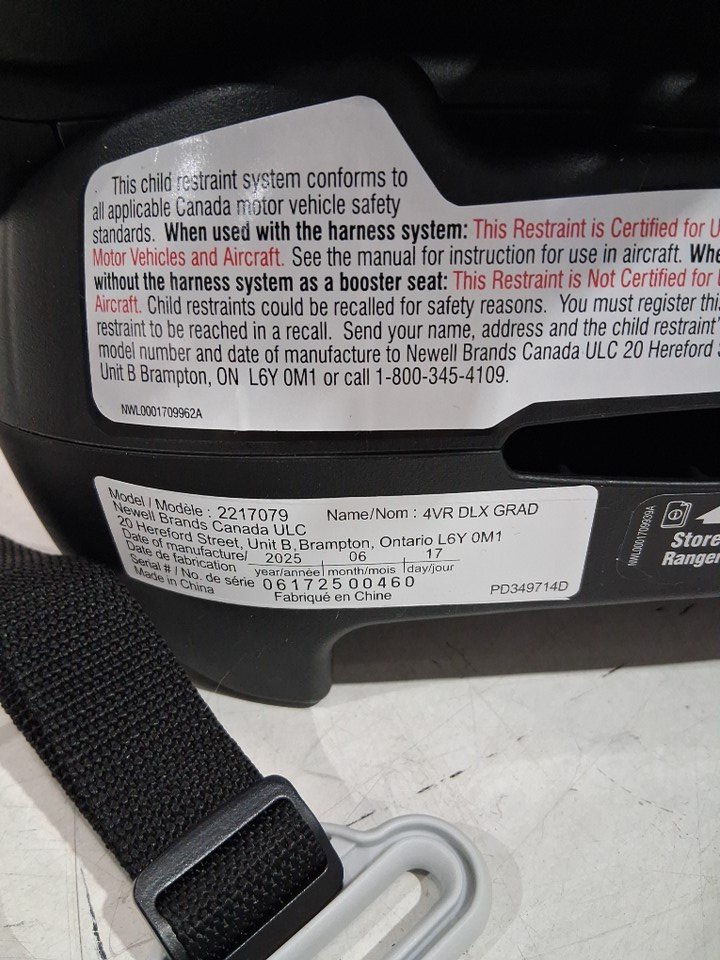 This child restraint system conforms to
all applicable Canada motor vehicle safety
standards. When used with the harness system: This Restraint is Certified for
Motor Vehicles and Aircraft. See the manual for instruction for use in aircraft.
without the harness system as a booster seat: This Restraint is Not Certified for
Aircraft. Child restraints could be recalled for safety reasons. You must register
restraint to be reached in a recall. Send your name, address and the child restraint'
model number and date of manufacture to Newell Brands Canada ULC 20 Hereford
Unit B Brampton, ON L6Y 0M1 or call 1-800-345-4109.
NWL0001709962A
Model / Modèle : 2217079 Name/Nom : 4VR DLX GRAD
Newell Brands Canada ULC
20 Hereford Street, Unit B, Brampton, Ontario L6Y 0M1
Date of manufacture/ 2025 06 17
Date de fabrication year/année month/mois day/jour
Serial # / No. de série 06172500460
Made in China Fabriqué en Chine PD349714D
NWL0001709939A
Store
Ranger